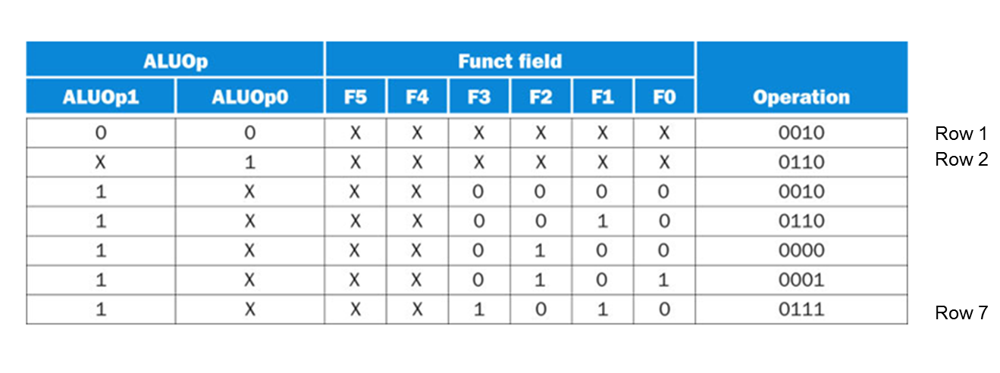 ALUOp Funct field
ALUOp1 ALUOp0 F5 F4 F3 F2 F1 F0 Operation
0 0 X X X X X X 0010 Row 1
X 1 X X X X X X 0110 Row 2
1 X X X 0 0 0 0 0010
1 X X X 0 0 1 0 0110
1 X X X 0 1 0 0 0000
1 X X X 0 1 0 1 0001
1 X X X 1 0 1 0 0111 Row 7